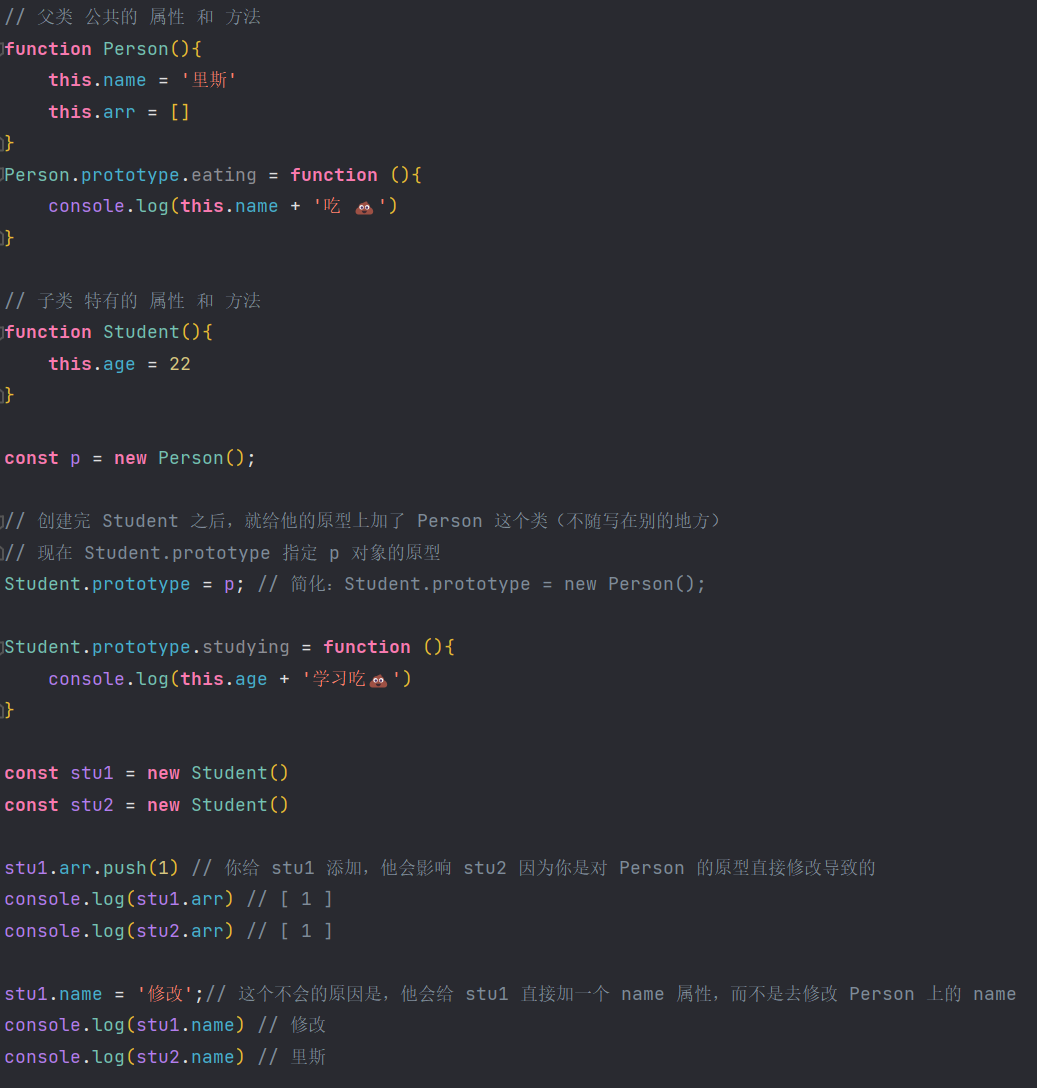 // 父类 公共的 属性 和 方法
function Person(){
    this.name = '里斯'
    this.arr = []
}
Person.prototype.eating = function (){
    console.log(this.name + '吃 💩')
}
// 子类 特有的 属性 和 方法
function Student(){
    this.age = 22
}
const p = new Person();
// 创建完 Student 之后，就给他的原型上加了 Person 这个类（不随写在别的地方）
// 现在 Student.prototype 指定 p 对象的原型
Student.prototype = p; // 简化：Student.prototype = new Person();
Student.prototype.studying = function (){
    console.log(this.age + '学习吃💩')
}
const stu1 = new Student()
const stu2 = new Student()
stu1.arr.push(1) // 你给 stu1 添加，他会影响 stu2 因为你是对 Person 的原型直接修改导致的
console.log(stu1.arr) // [ 1 ]
console.log(stu2.arr) // [ 1 ]
stu1.name = '修改';// 这个不会的原因是，他会给 stu1 直接加一个 name 属性，而不是去修改 Person 上的 name
console.log(stu1.name) // 修改
console.log(stu2.name) // 里斯